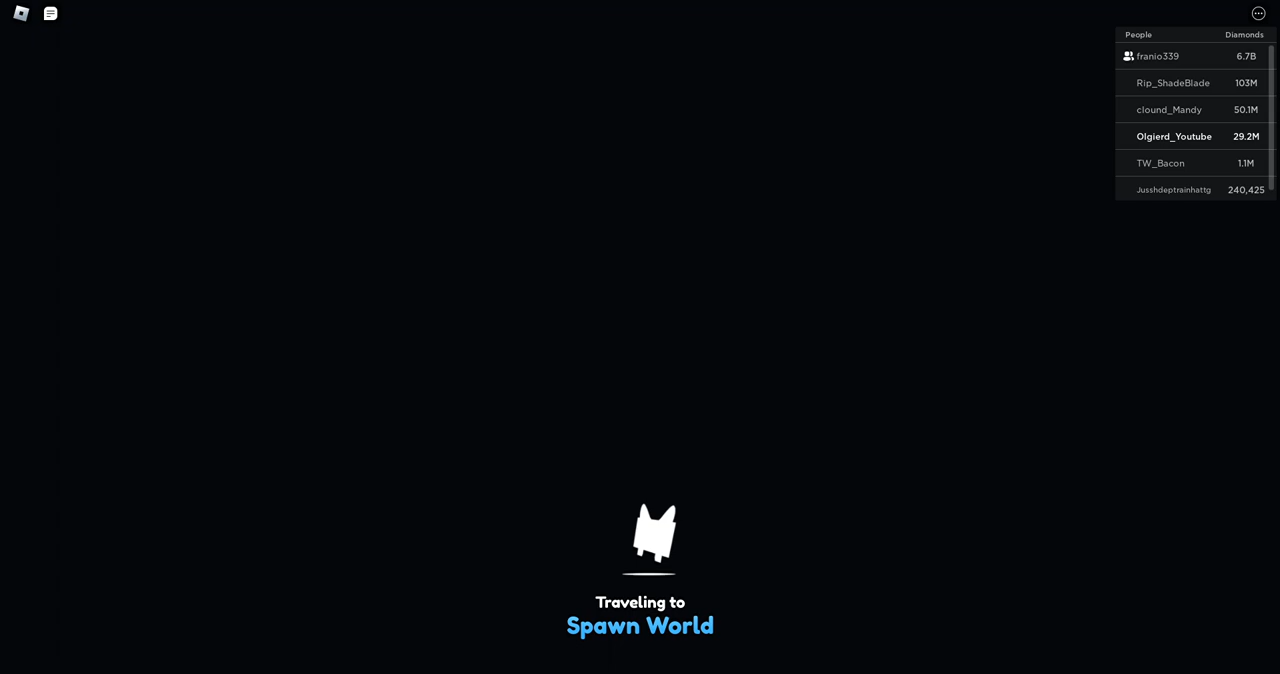 People Diamonds
franio339 6.7B
Rip_ShadeBlade 103M
clound_Mandy 50.1M
Olgierd_Youtube 29.2M
TW_Bacon 1.1M
Jusshdeptrainhattg 240,425
Traveling to
Spawn World